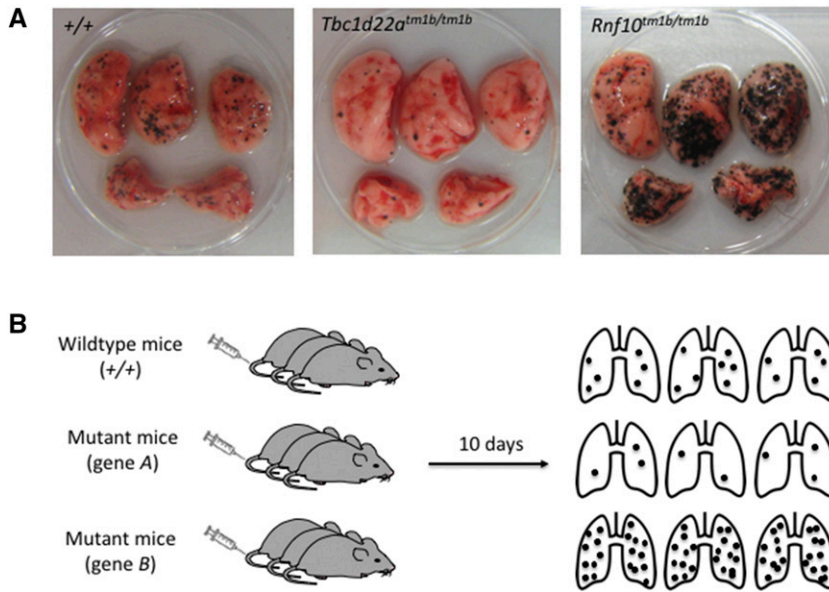 A
+/+
Tbc1d22a^tm1b/tm1b
Rnf10^tm1b/tm1b
B
Wildtype mice
(+/+)
Mutant mice
(gene A)
10 days
Mutant mice
(gene B)